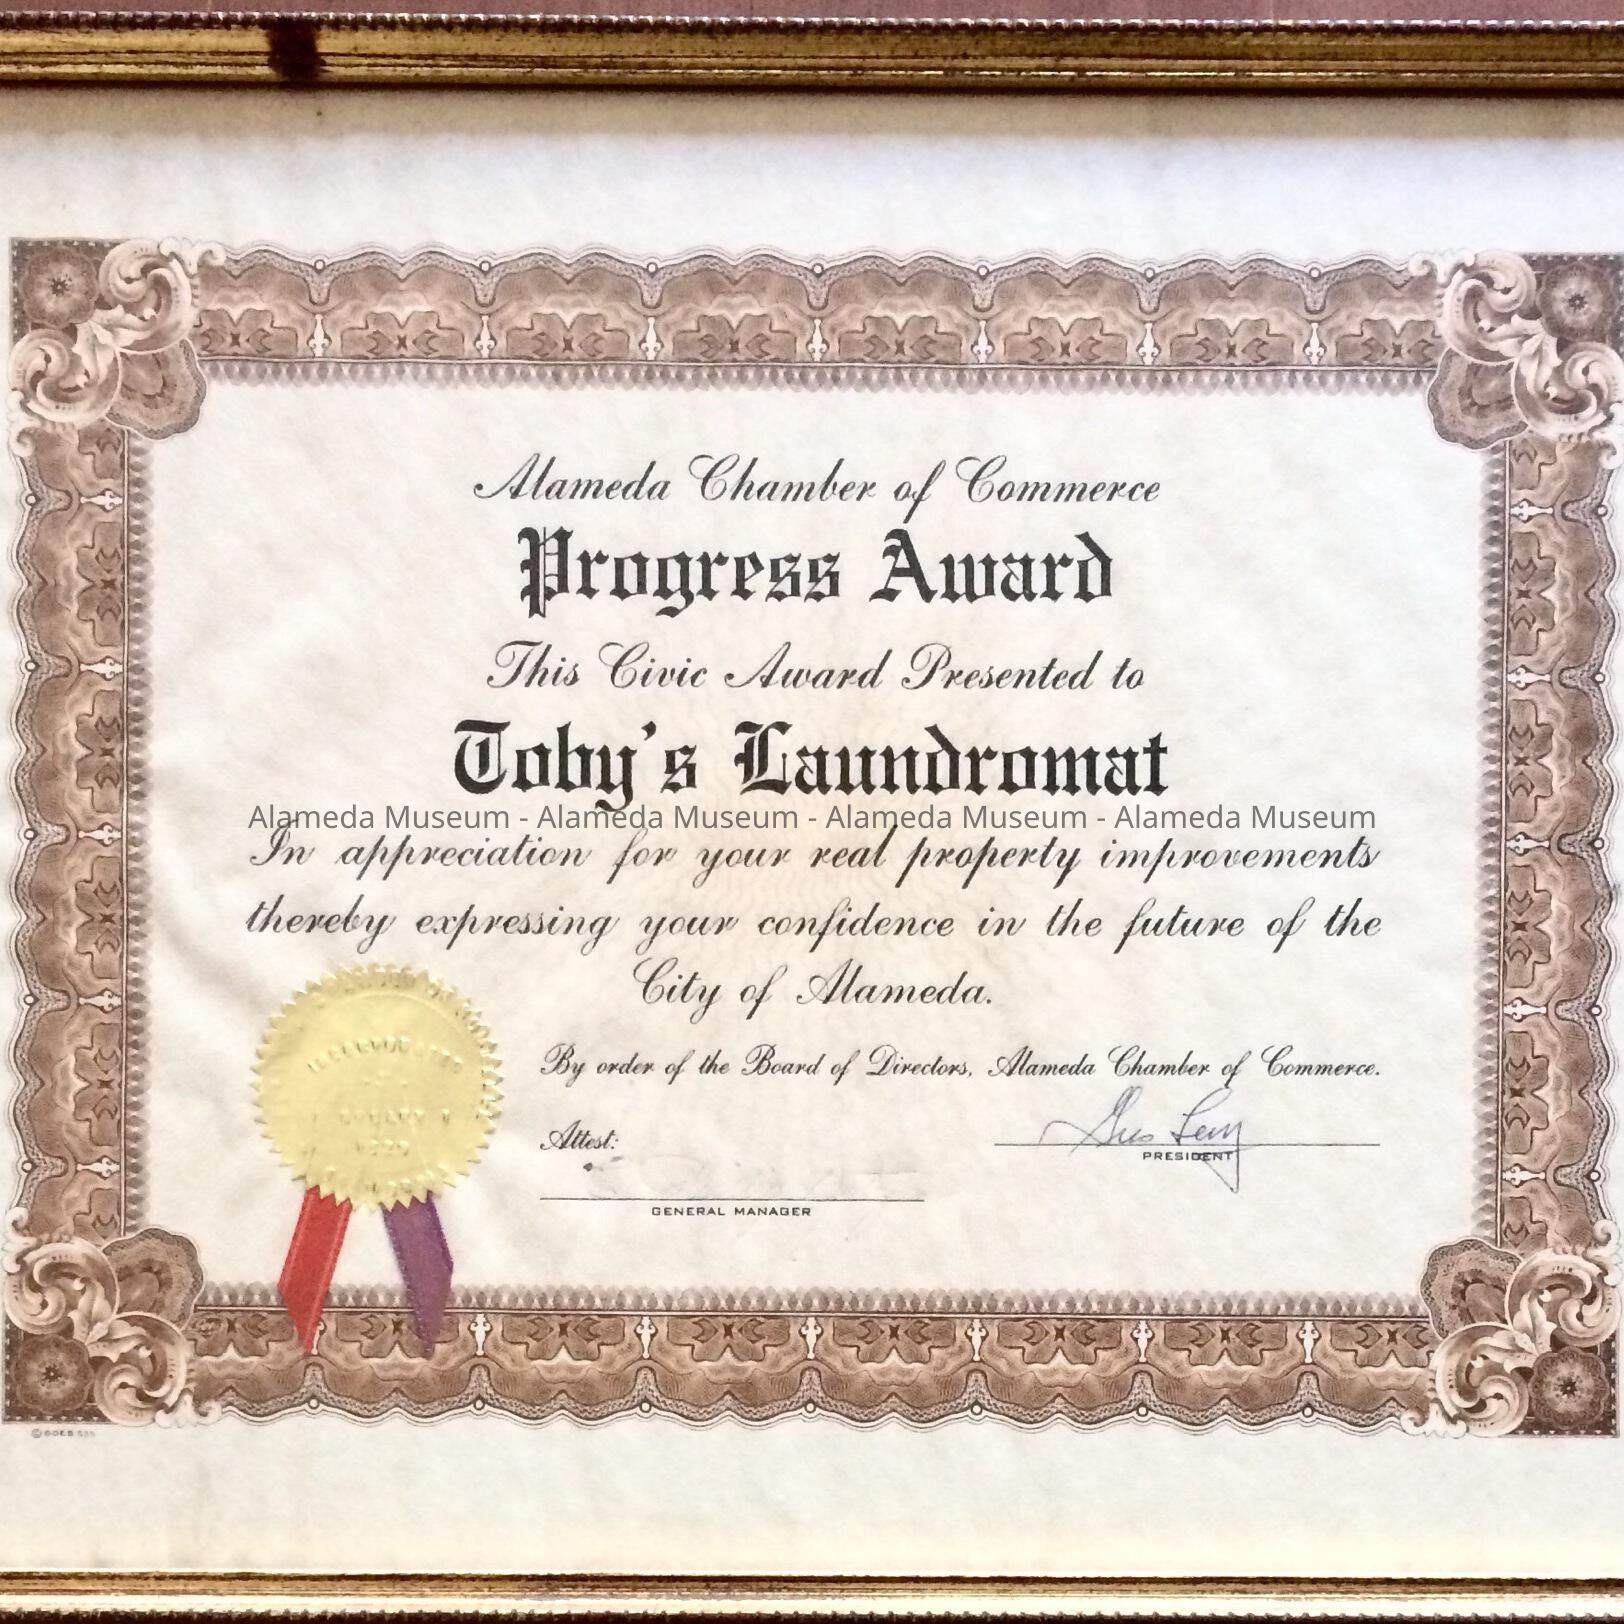 Alameda Chamber of Commerce
Progress Award
This Civic Award Presented to
Toby's Laundromat
Alameda Museum - Alameda Museum - Alameda Museum - Alameda Museum
In appreciation for your real property improvements
thereby expressing your confidence in the future of the
City of Alameda.
By order of the Board of Directors, Alameda Chamber of Commerce.
Attest:
PRESIDENT
GENERAL MANAGER